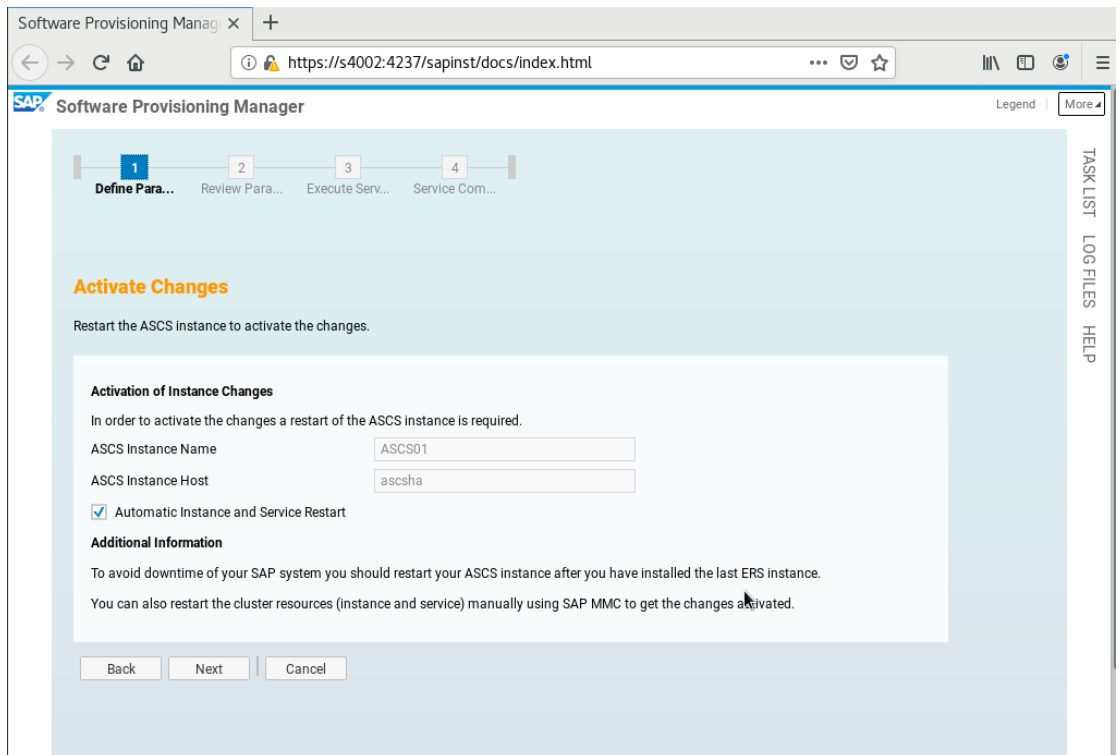 Software Provisioning Manag
https://s4002:4237/sapinst/docs/index.html
SAP Software Provisioning Manager
Legend
More
1
2
3
4
Define Para...
Review Para...
Execute Serv...
Service Com...
TASK LIST
LOG FILES
HELP
Activate Changes
Restart the ASCS instance to activate the changes.
Activation of Instance Changes
In order to activate the changes a restart of the ASCS instance is required.
ASCS Instance Name
ASCS01
ASCS Instance Host
ascsha
Automatic Instance and Service Restart
Additional Information
To avoid downtime of your SAP system you should restart your ASCS instance after you have installed the last ERS instance.
You can also restart the cluster resources (instance and service) manually using SAP MMC to get the changes activated.
Back
Next
Cancel